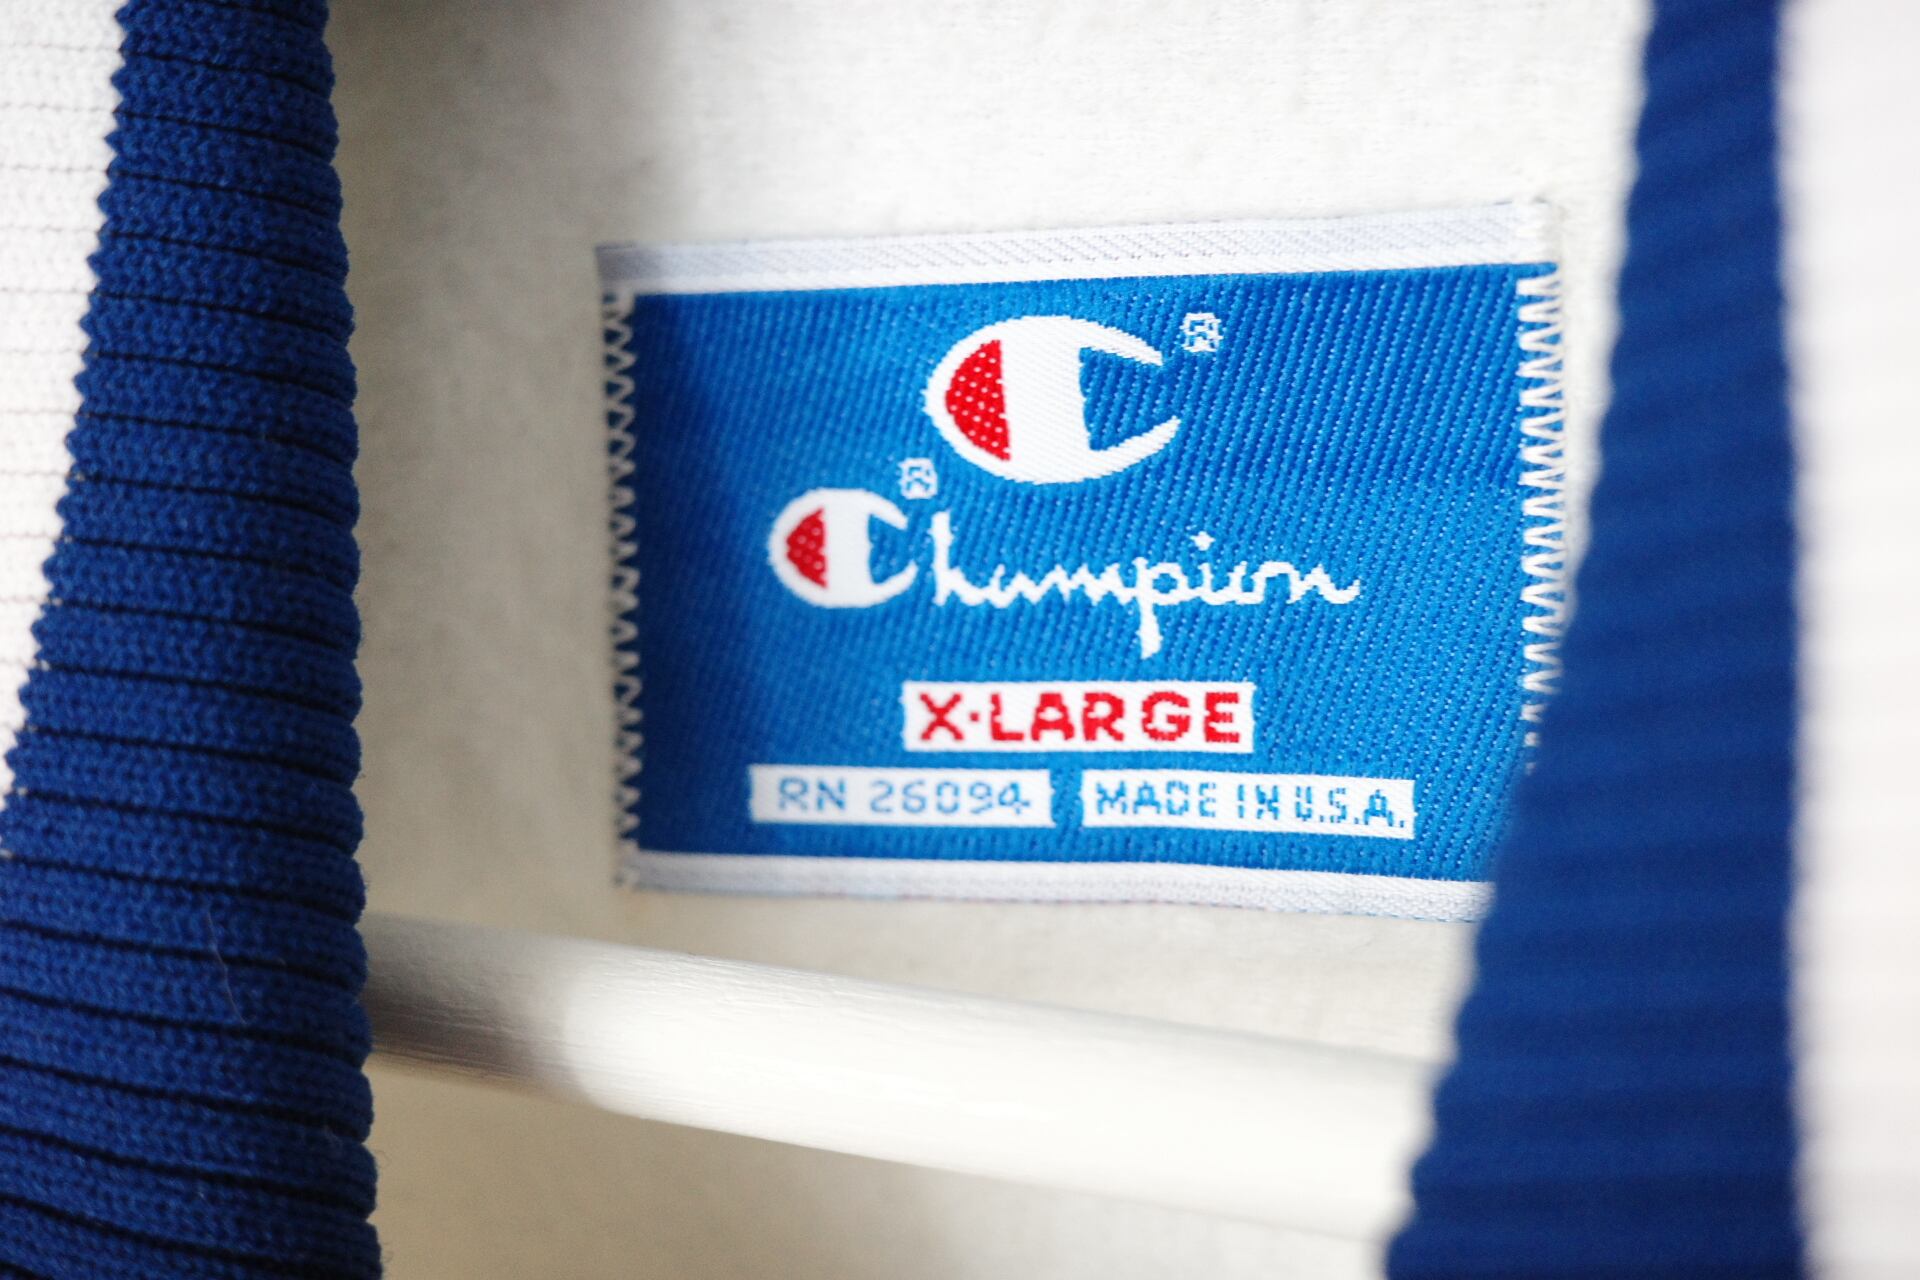 C®
Champion®
X-LARGE
RN 26094 MADE IN U.S.A.